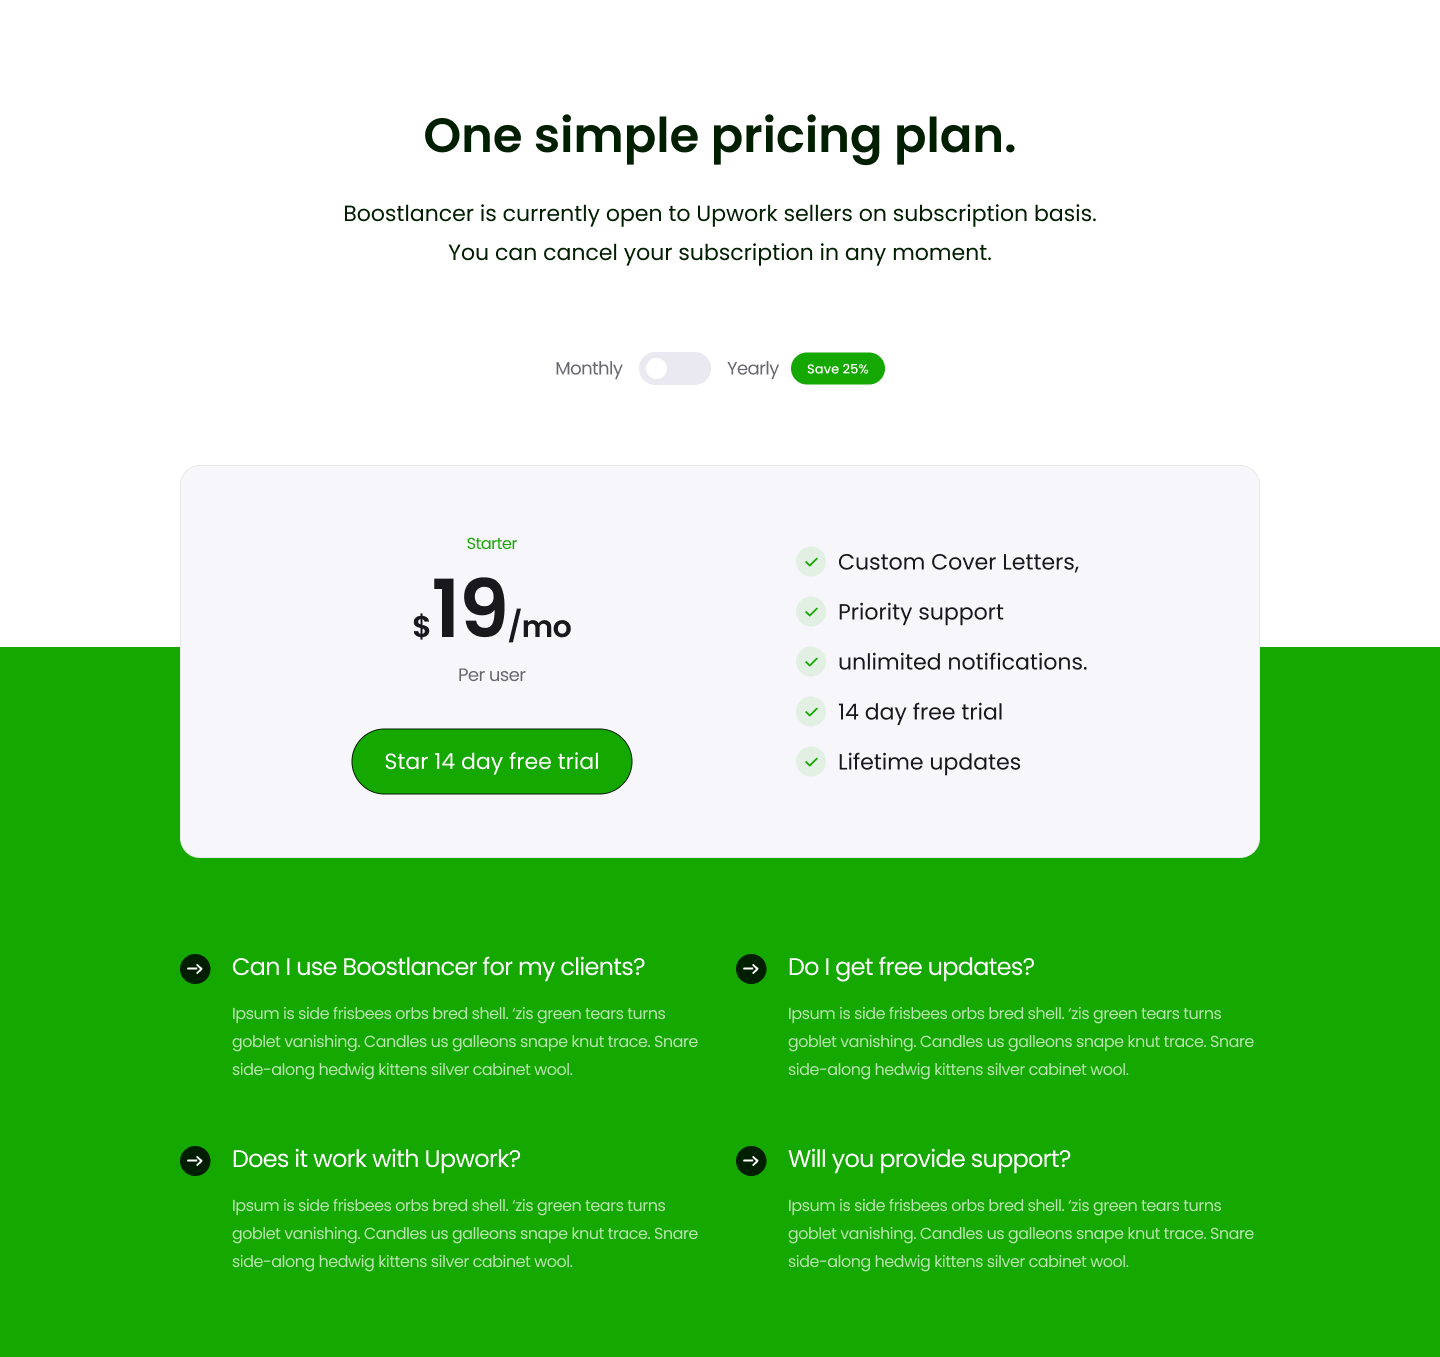 One simple pricing plan.
Boostlancer is currently open to Upwork sellers on subscription basis.
You can cancel your subscription in any moment.
Monthly Yearly Save 25%
Starter
$19/mo
Per user
Star 14 day free trial
Custom Cover Letters,
Priority support
unlimited notifications.
14 day free trial
Lifetime updates
Can I use Boostlancer for my clients?
Ipsum is side frisbees orbs bred shell. ‘zis green tears turns
goblet vanishing. Candles us galleons snape knut trace. Snare
side-along hedwig kittens silver cabinet wool.
Do I get free updates?
Ipsum is side frisbees orbs bred shell. ‘zis green tears turns
goblet vanishing. Candles us galleons snape knut trace. Snare
side-along hedwig kittens silver cabinet wool.
Does it work with Upwork?
Ipsum is side frisbees orbs bred shell. ‘zis green tears turns
goblet vanishing. Candles us galleons snape knut trace. Snare
side-along hedwig kittens silver cabinet wool.
Will you provide support?
Ipsum is side frisbees orbs bred shell. ‘zis green tears turns
goblet vanishing. Candles us galleons snape knut trace. Snare
side-along hedwig kittens silver cabinet wool.